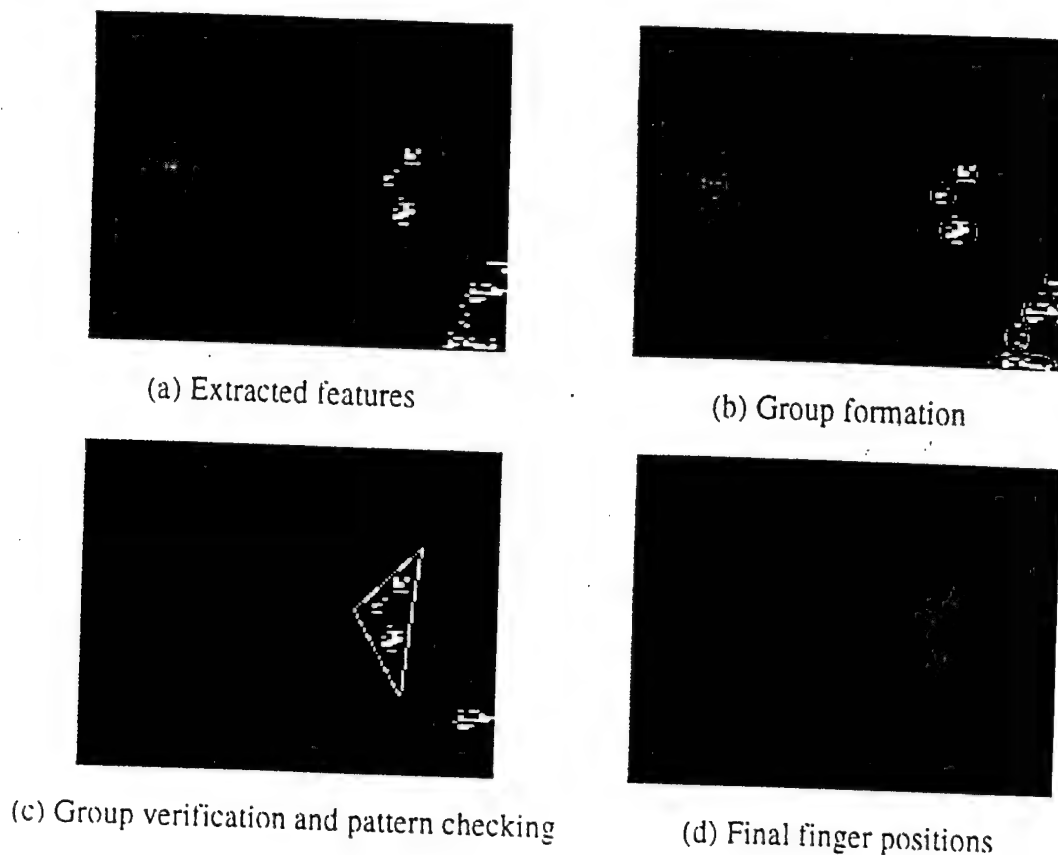 (a) Extracted features
(b) Group formation
(c) Group verification and pattern checking
(d) Final finger positions